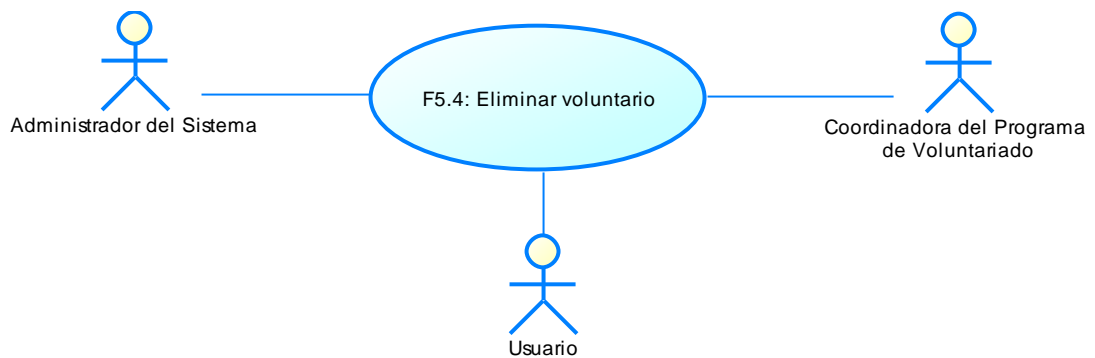 F5.4: Eliminar voluntario
Administrador del Sistema
Coordinadora del Programa
de Voluntariado
Usuario